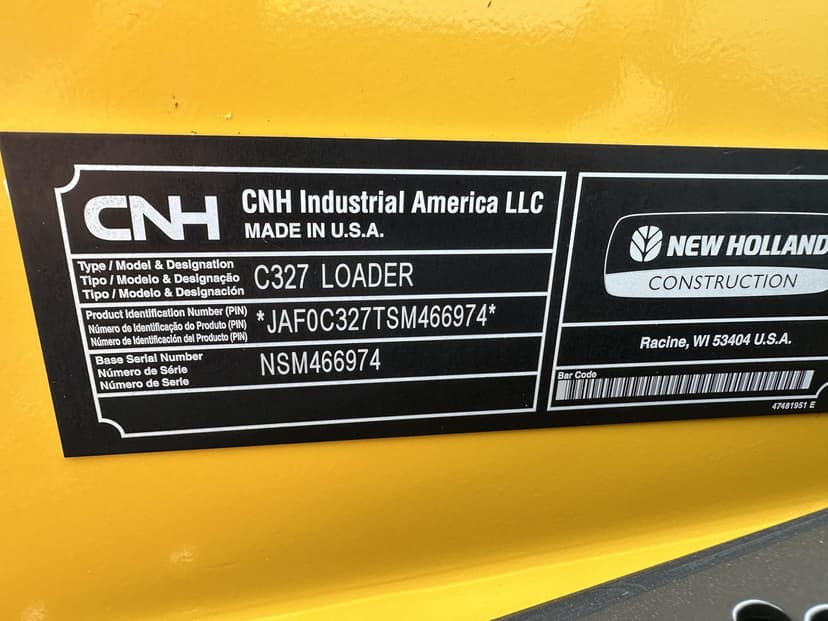 CNH
CNH Industrial America LLC
MADE IN U.S.A.
Type / Model & Designation
Tipo / Modelo & Designação
Tipo / Modelo & Designación
C327 LOADER
Product Identification Number (PIN)
Número de Identificação do Produto (PIN)
Número de Identificación del Producto (PIN)
*JAF0C327TSM466974*
Base Serial Number
Número de Série
Número de Serie
NSM466974
NEW HOLLAND
CONSTRUCTION
Racine, WI 53404 U.S.A.
Bar Code
47481951 E